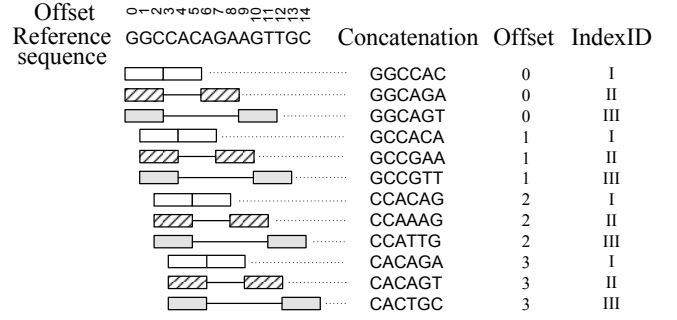 Offset 0 1 2 3 4 5 6 7 8 9 10 11 12 13 14
Reference sequence GGCCACAGAAGTTGC Concatenation Offset IndexID
GGCCAC 0 I
GGCAGA 0 II
GGCAGT 0 III
GCCACA 1 I
GCCGAA 1 II
GCCGTT 1 III
CCACAG 2 I
CCAAAG 2 II
CCATTG 2 III
CACAGA 3 I
CACAGT 3 II
CACTGC 3 III